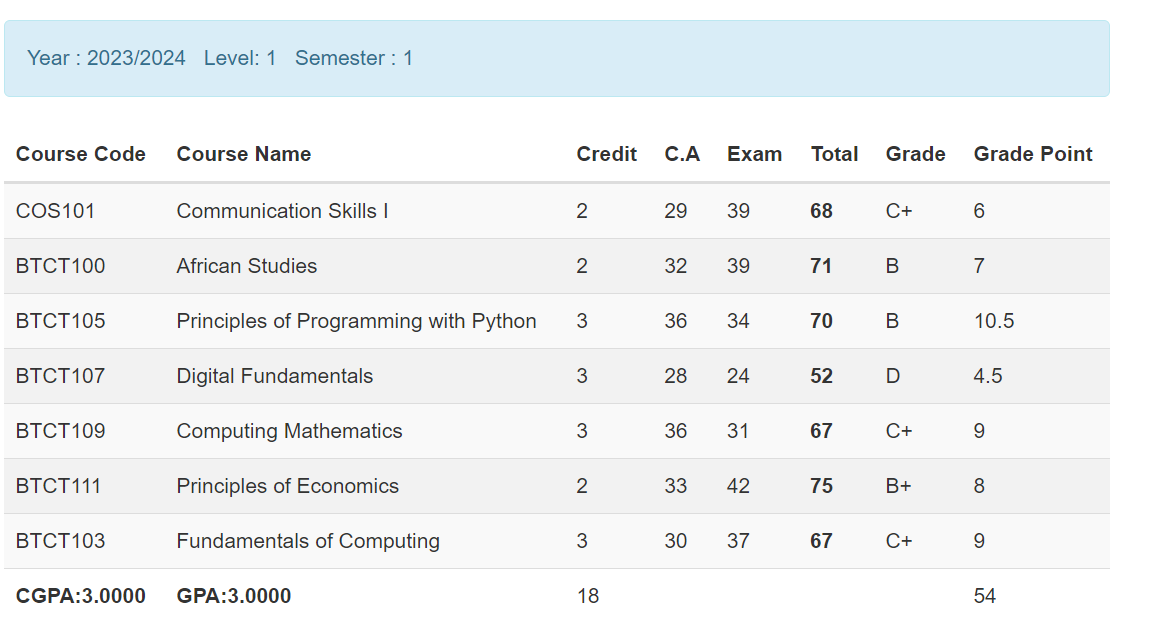 Year : 2023/2024 Level: 1 Semester : 1
Course Code Course Name Credit C.A Exam Total Grade Grade Point
COS101 Communication Skills I 2 29 39 68 C+ 6
BTCT100 African Studies 2 32 39 71 B 7
BTCT105 Principles of Programming with Python 3 36 34 70 B 10.5
BTCT107 Digital Fundamentals 3 28 24 52 D 4.5
BTCT109 Computing Mathematics 3 36 31 67 C+ 9
BTCT111 Principles of Economics 2 33 42 75 B+ 8
BTCT103 Fundamentals of Computing 3 30 37 67 C+ 9
CGPA:3.0000 GPA:3.0000 18 54